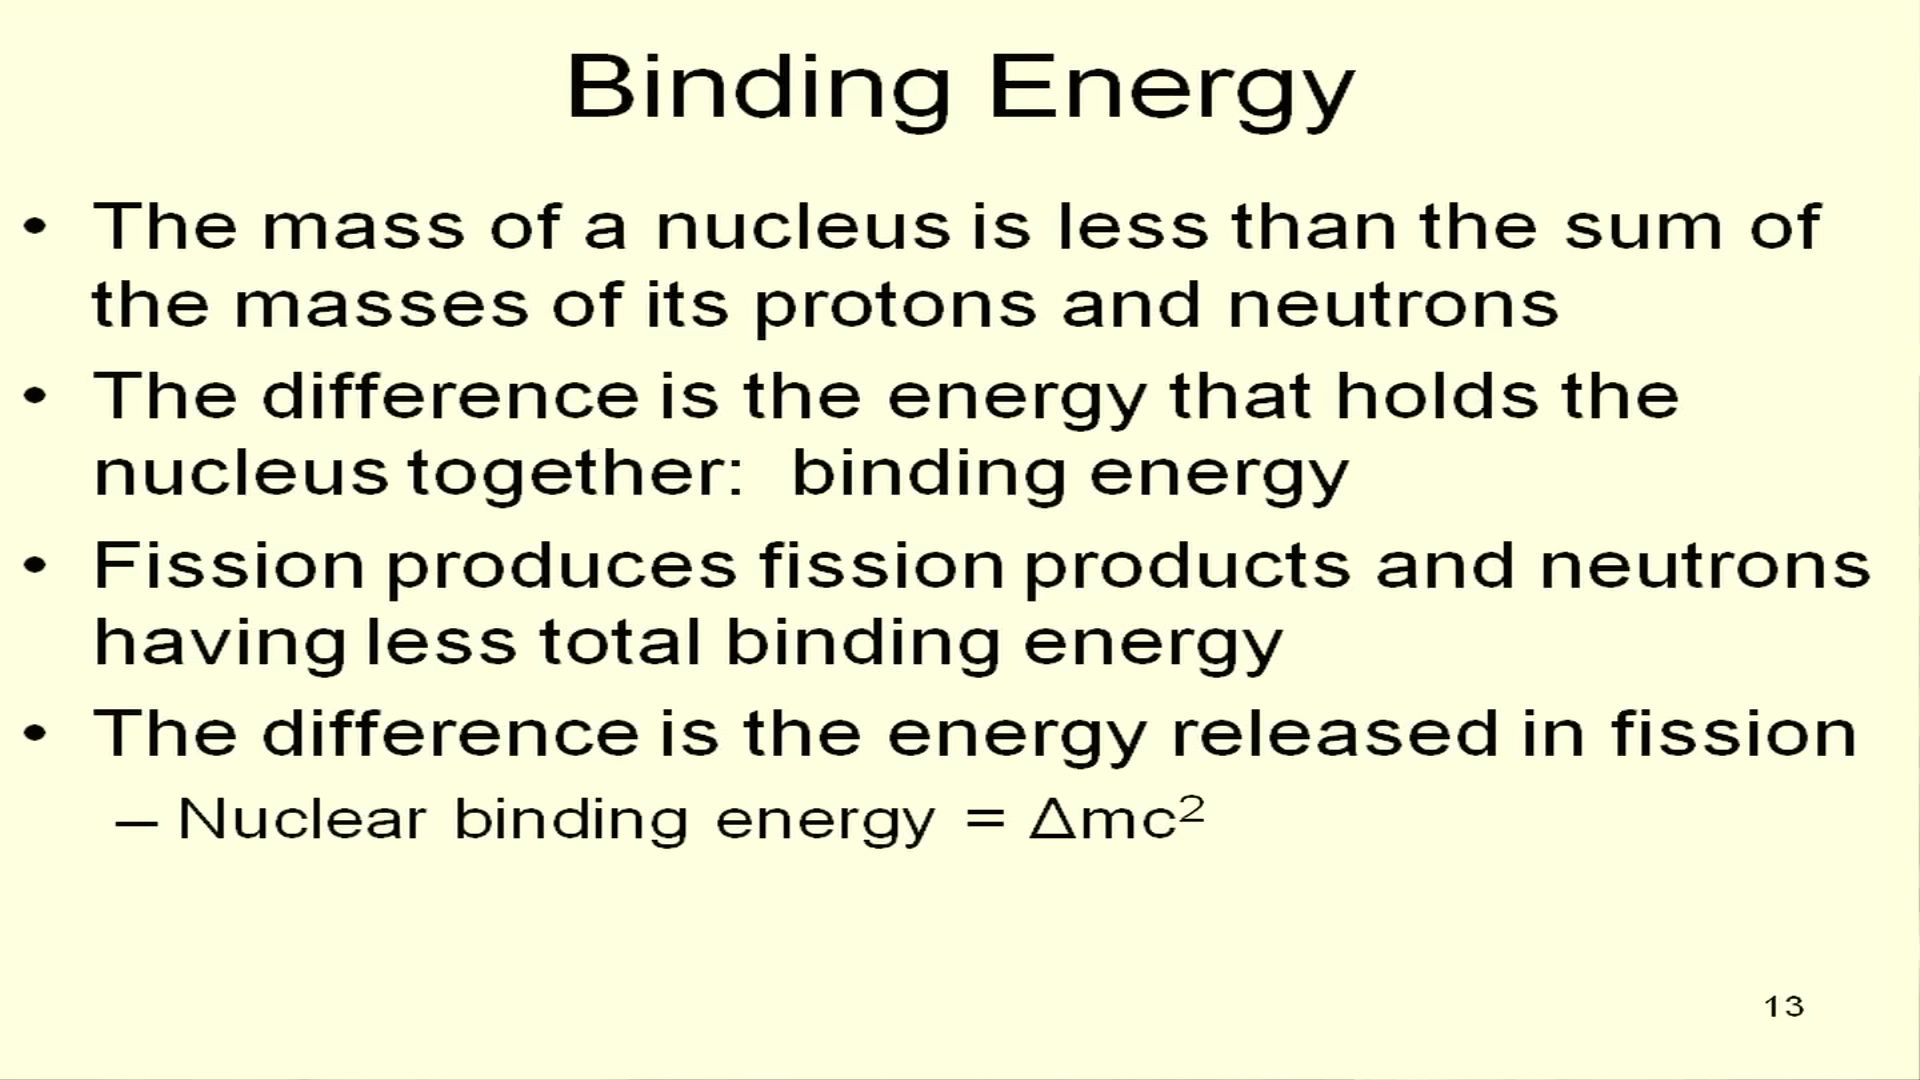 Binding Energy
• The mass of a nucleus is less than the sum of
the masses of its protons and neutrons
• The difference is the energy that holds the
nucleus together:  binding energy
• Fission produces fission products and neutrons
having less total binding energy
• The difference is the energy released in fission
– Nuclear binding energy = Δmc²
13